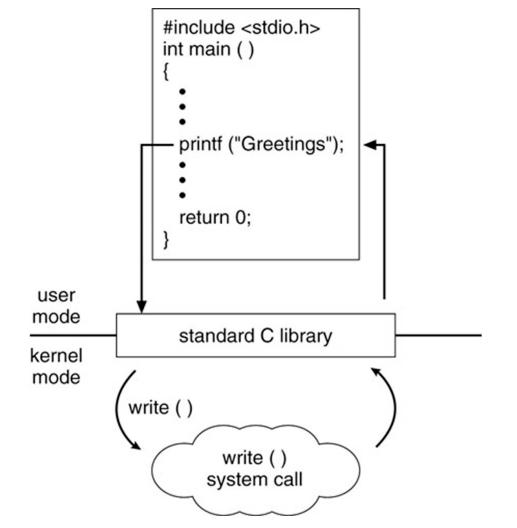 #include <stdio.h>
int main ( )
{
printf ("Greetings");
return 0;
}
user
mode
standard C library
kernel
mode
write ( )
write ( )
system call